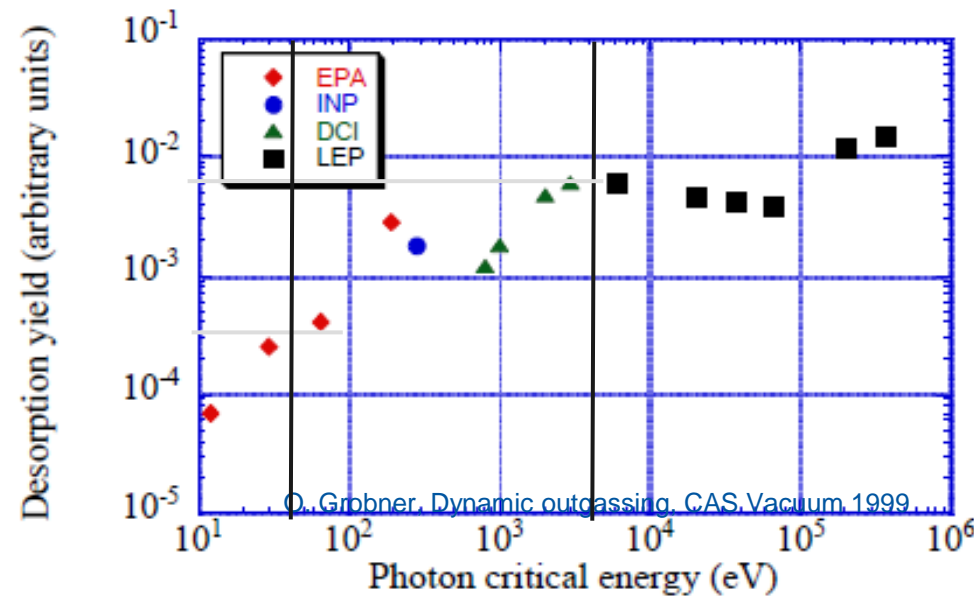 Desorption yield (arbitrary units)
10⁻¹
10⁻²
10⁻³
10⁻⁴
10⁻⁵
EPA
INP
DCI
LEP
O. Grobner, Dynamic outgassing, CAS Vacuum 1999
10¹
10²
10³
10⁴
10⁵
10⁶
Photon critical energy (eV)